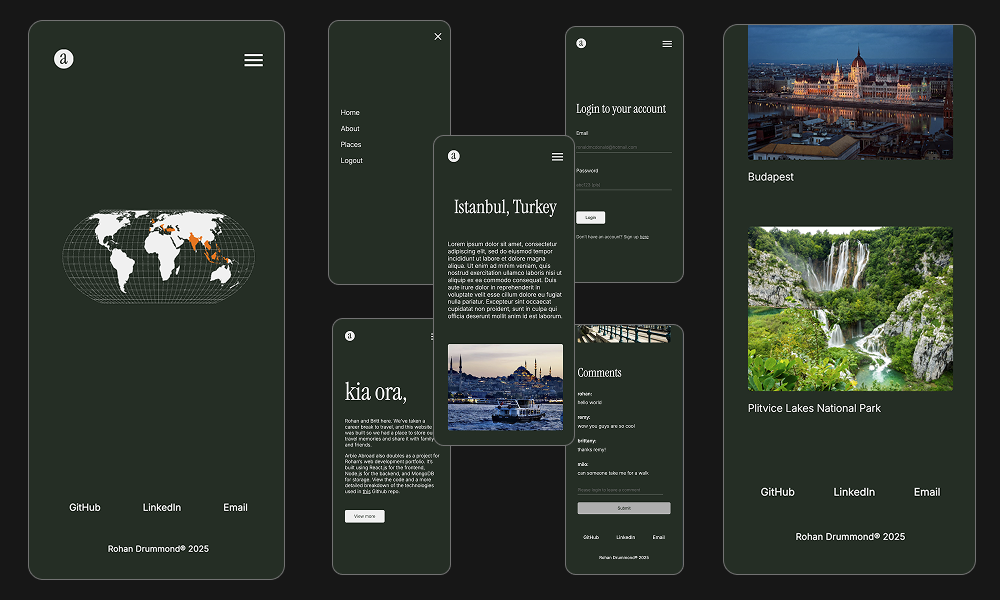 a
GitHub
LinkedIn
Email
Rohan Drummond® 2025
Home
About
Places
Logout
a
kia ora,
Rohan and Britt here. We've taken a
career break to travel, and this website
was built so we had a place to store our
travel memories and share it with family
and friends.
Arbie Abroad also doubles as a project for
Rohan's web development portfolio. It's
built using React.js for the frontend,
Node.js for the backend, and MongoDB
for storage. View the code and a more
detailed breakdown of the technologies
used in this Github repo.
View more
a
Istanbul, Turkey
Lorem ipsum dolor sit amet, consectetur
adipiscing elit, sed do eiusmod tempor
incididunt ut labore et dolore magna
aliqua. Ut enim ad minim veniam, quis
nostrud exercitation ullamco laboris nisi ut
aliquip ex ea commodo consequat. Duis
aute irure dolor in reprehenderit in
voluptate velit esse cillum dolore eu fugiat
nulla pariatur. Excepteur sint occaecat
cupidatat non proident, sunt in culpa qui
officia deserunt mollit anim id est laborum.
a
Login to your account
Email
Password
Login
Don't have an account? Sign up here
Comments
rohan:
hello world
remy:
wow you guys are so cool
brittany:
thanks remy!
milo:
can someone take me for a walk
Please login to leave a comment
Submit
GitHub
LinkedIn
Email
Rohan Drummond® 2025
Budapest
Plitvice Lakes National Park
GitHub
LinkedIn
Email
Rohan Drummond® 2025